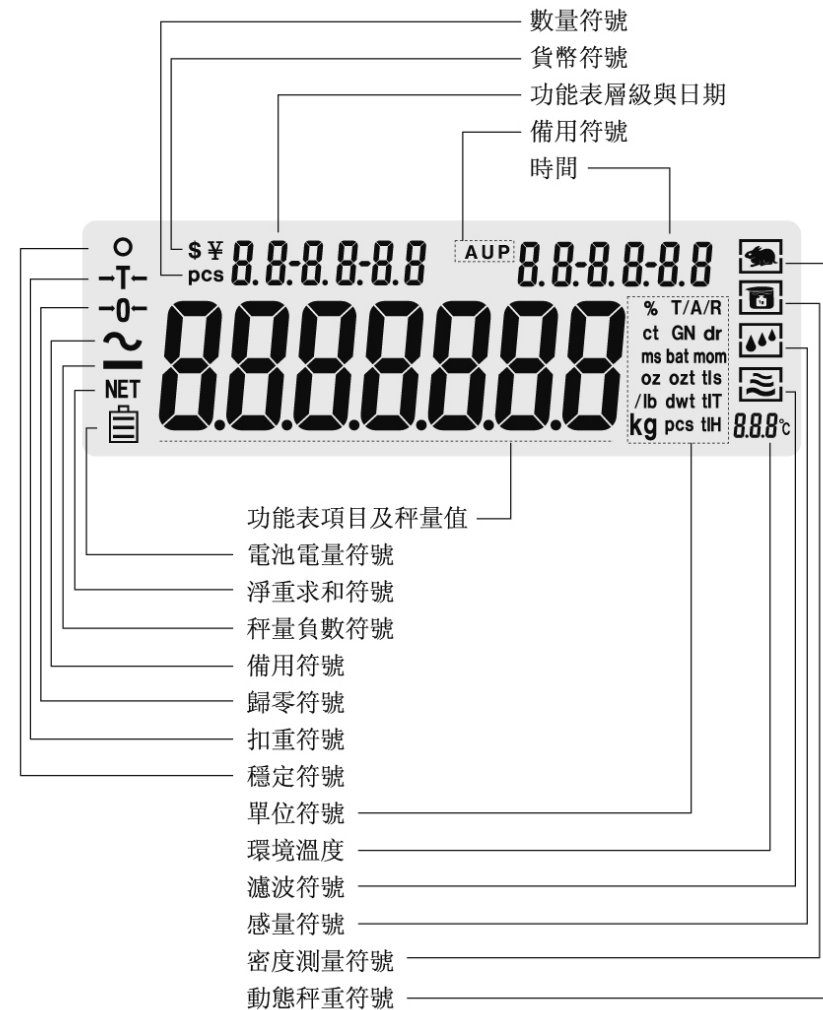 數量符號
貨幣符號
功能表層級與日期
備用符號
時間
$ ¥ 8.8-8.8-8.8 AUP 8.8-8.8-8.8
pcs
→T←
→0←
NET
8.8.8.8.8.8.8
% T/A/R
ct GN dr
ms bat mom
oz ozt tls
/lb dwt tlT
kg pcs tlH
8.8.8℃
功能表項目及秤量值
電池電量符號
淨重求和符號
秤量負數符號
備用符號
歸零符號
扣重符號
穩定符號
單位符號
環境溫度
濾波符號
感量符號
密度測量符號
動態秤重符號